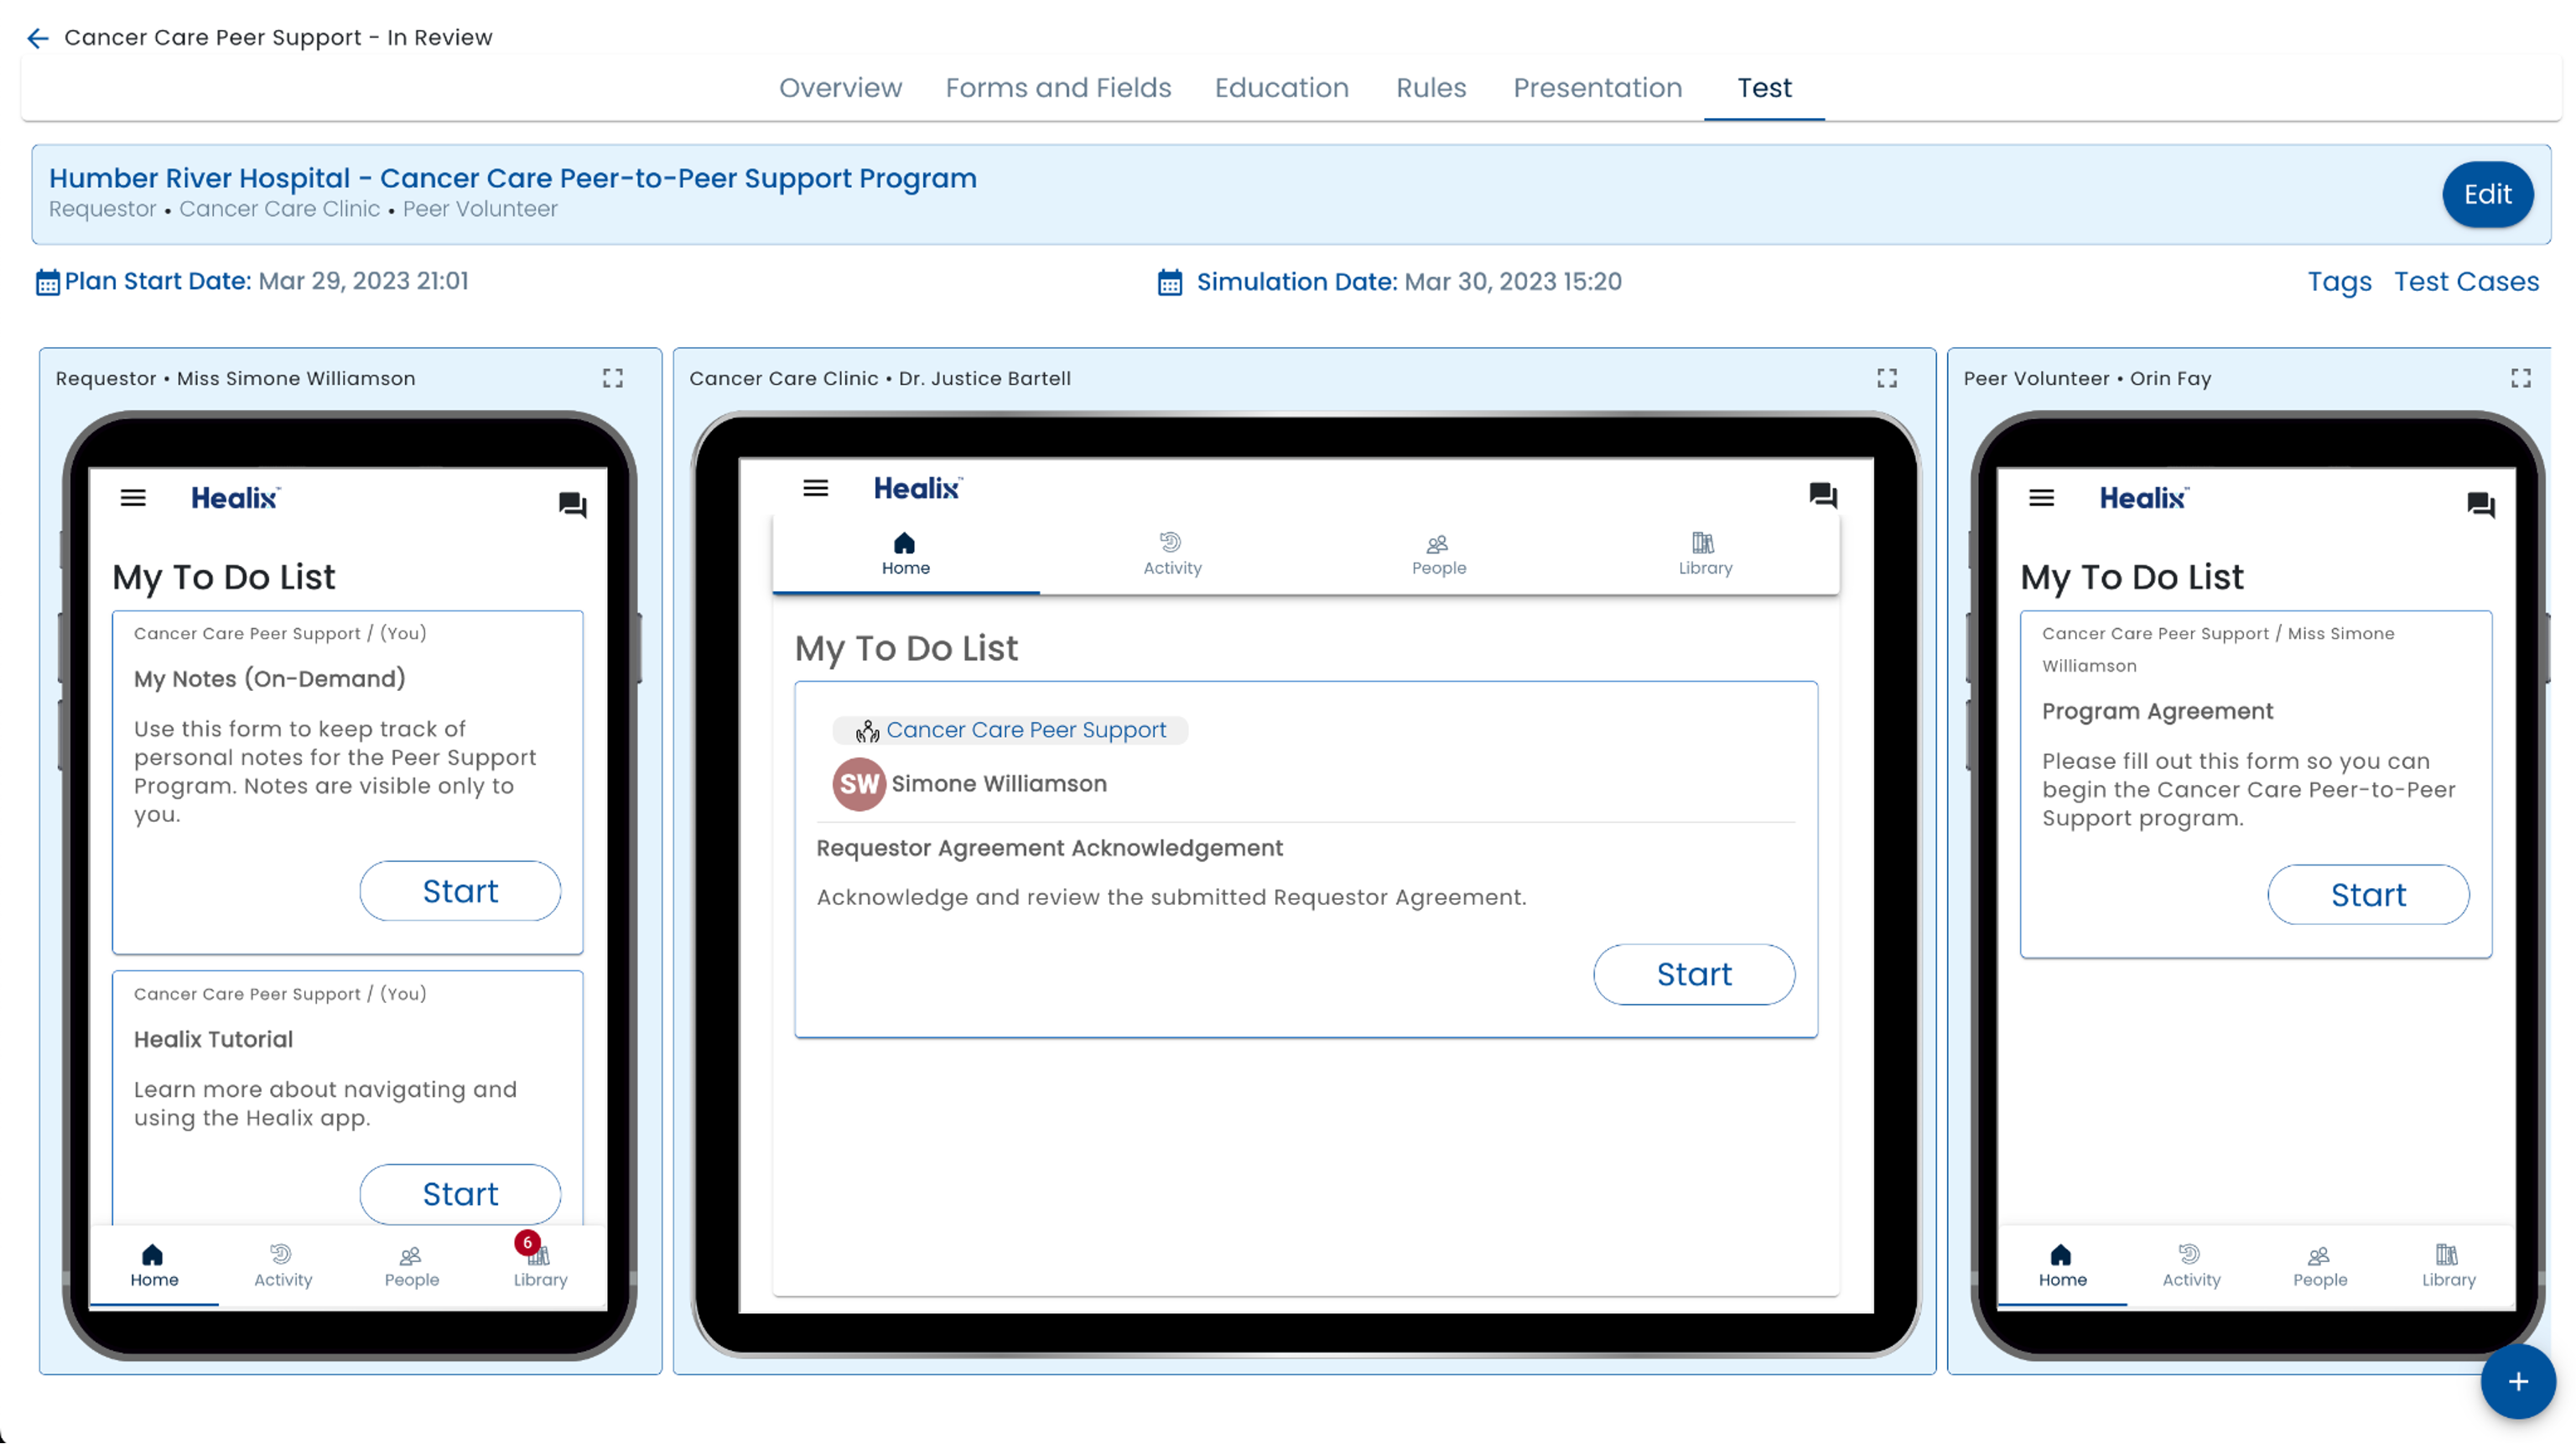 Cancer Care Peer Support - In Review
Overview Forms and Fields Education Rules Presentation Test
Humber River Hospital - Cancer Care Peer-to-Peer Support Program
Requestor • Cancer Care Clinic • Peer Volunteer
Edit
Plan Start Date: Mar 29, 2023 21:01
Simulation Date: Mar 30, 2023 15:20
Tags Test Cases
Requestor • Miss Simone Williamson
Healix™
My To Do List
Cancer Care Peer Support / (You)
My Notes (On-Demand)
Use this form to keep track of
personal notes for the Peer Support
Program. Notes are visible only to
you.
Start
Cancer Care Peer Support / (You)
Healix Tutorial
Learn more about navigating and
using the Healix app.
Start
6
Home Activity People Library
Cancer Care Clinic • Dr. Justice Bartell
Healix™
Home Activity People Library
My To Do List
Cancer Care Peer Support
SW Simone Williamson
Requestor Agreement Acknowledgement
Acknowledge and review the submitted Requestor Agreement.
Start
Peer Volunteer • Orin Fay
Healix™
My To Do List
Cancer Care Peer Support / Miss Simone
Williamson
Program Agreement
Please fill out this form so you can
begin the Cancer Care Peer-to-Peer
Support program.
Start
Home Activity People Library
+